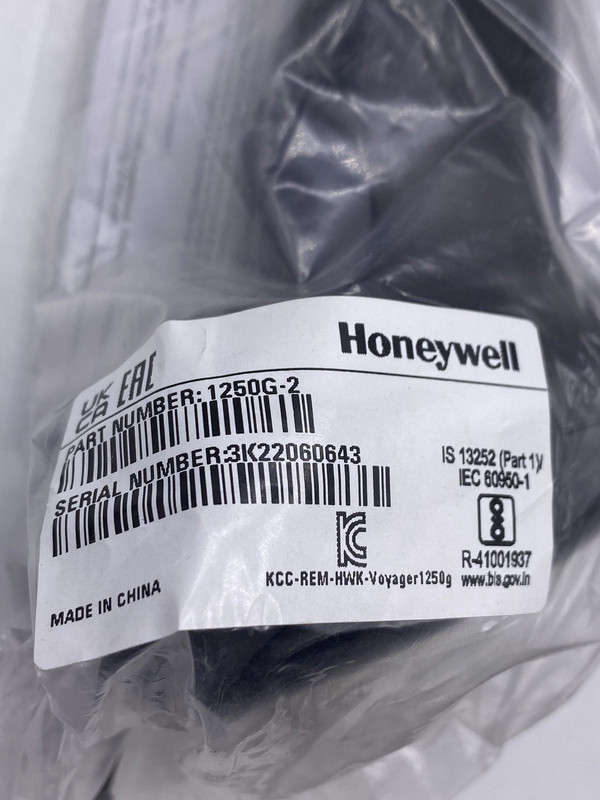 Honeywell
UK
CA
EAC
PART NUMBER: 1250G-2
SERIAL NUMBER:3K22060643
IS 13252 (Part 1)/
IEC 60950-1
R-41001937
www.bis.gov.in
KCC-REM-HWK-Voyager1250g
MADE IN CHINA